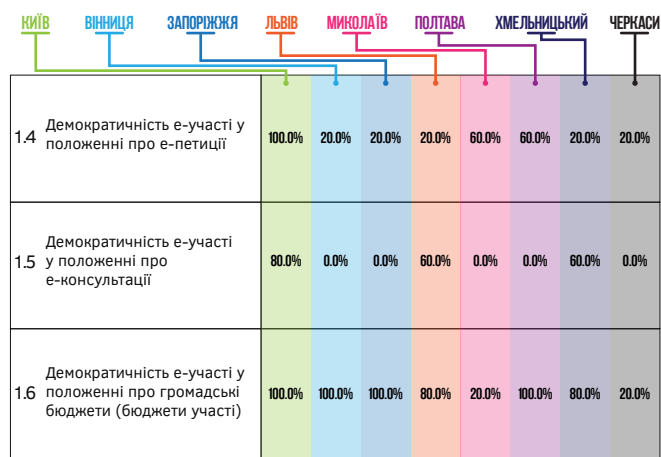 КИЇВ ВІННИЦЯ ЗАПОРІЖЖЯ ЛЬВІВ МИКОЛАЇВ ПОЛТАВА ХМЕЛЬНИЦЬКИЙ ЧЕРКАСИ
1.4 Демократичність е-участі у
положенні про е-петиції
100.0% 20.0% 20.0% 20.0% 60.0% 60.0% 20.0% 20.0%
1.5 Демократичність е-участі
у положенні про
е-консультації
80.0% 0.0% 0.0% 60.0% 0.0% 0.0% 60.0% 0.0%
1.6 Демократичність е-участі у
положенні про громадські
бюджети (бюджети участі)
100.0% 100.0% 100.0% 80.0% 20.0% 100.0% 80.0% 20.0%